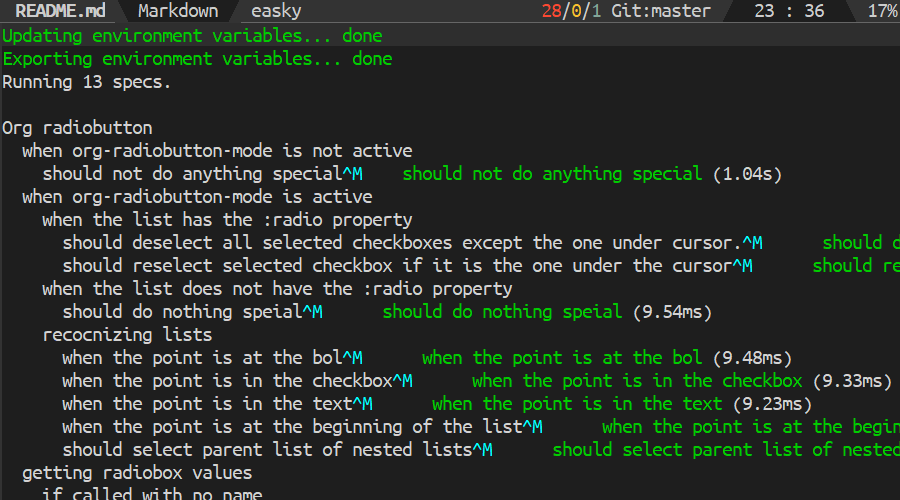 README.md Markdown easky 28/0/1 Git:master 23 : 36 17%
Updating environment variables... done
Exporting environment variables... done
Running 13 specs.
Org radiobutton
when org-radiobutton-mode is not active
should not do anything special^M should not do anything special (1.04s)
when org-radiobutton-mode is active
when the list has the :radio property
should deselect all selected checkboxes except the one under cursor.^M should d
should reselect selected checkbox if it is the one under the cursor^M should re
when the list does not have the :radio property
should do nothing speial^M should do nothing speial (9.54ms)
recocnizing lists
when the point is at the bol^M when the point is at the bol (9.48ms)
when the point is in the checkbox^M when the point is in the checkbox (9.33ms)
when the point is in the text^M when the point is in the text (9.23ms)
when the point is at the beginning of the list^M when the point is at the begin
should select parent list of nested lists^M should select parent list of nested
getting radiobox values
if called with no name